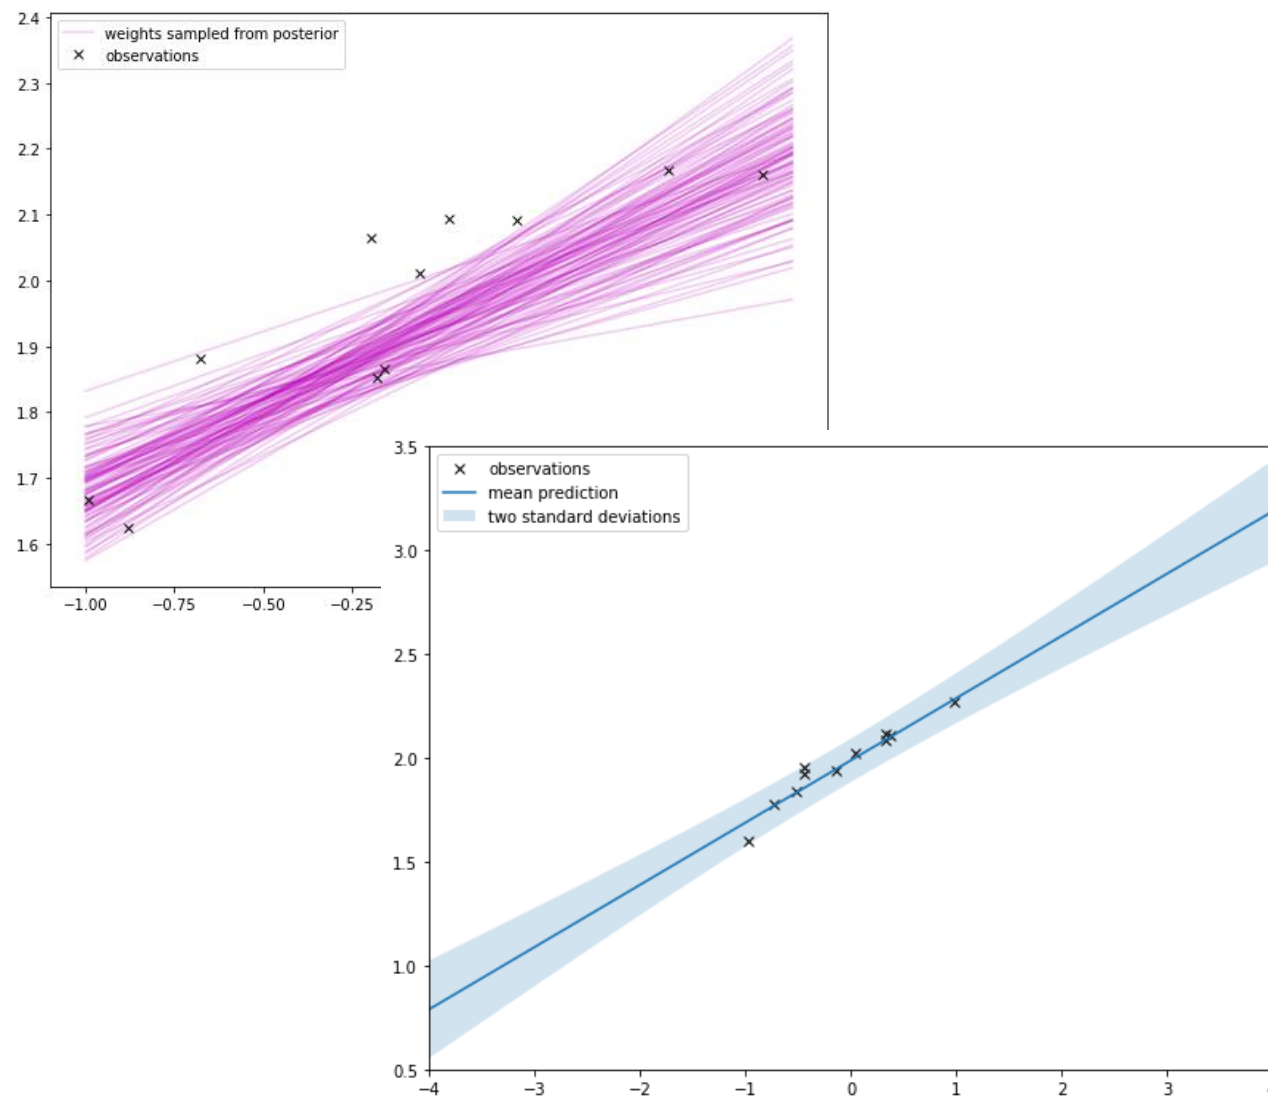 2.4
weights sampled from posterior
observations
2.3
2.2
2.1
2.0
1.9
1.8
1.7
1.6
−1.00 −0.75 −0.50 −0.25
3.5
observations
mean prediction
two standard deviations
3.0
2.5
2.0
1.5
1.0
0.5
−4 −3 −2 −1 0 1 2 3